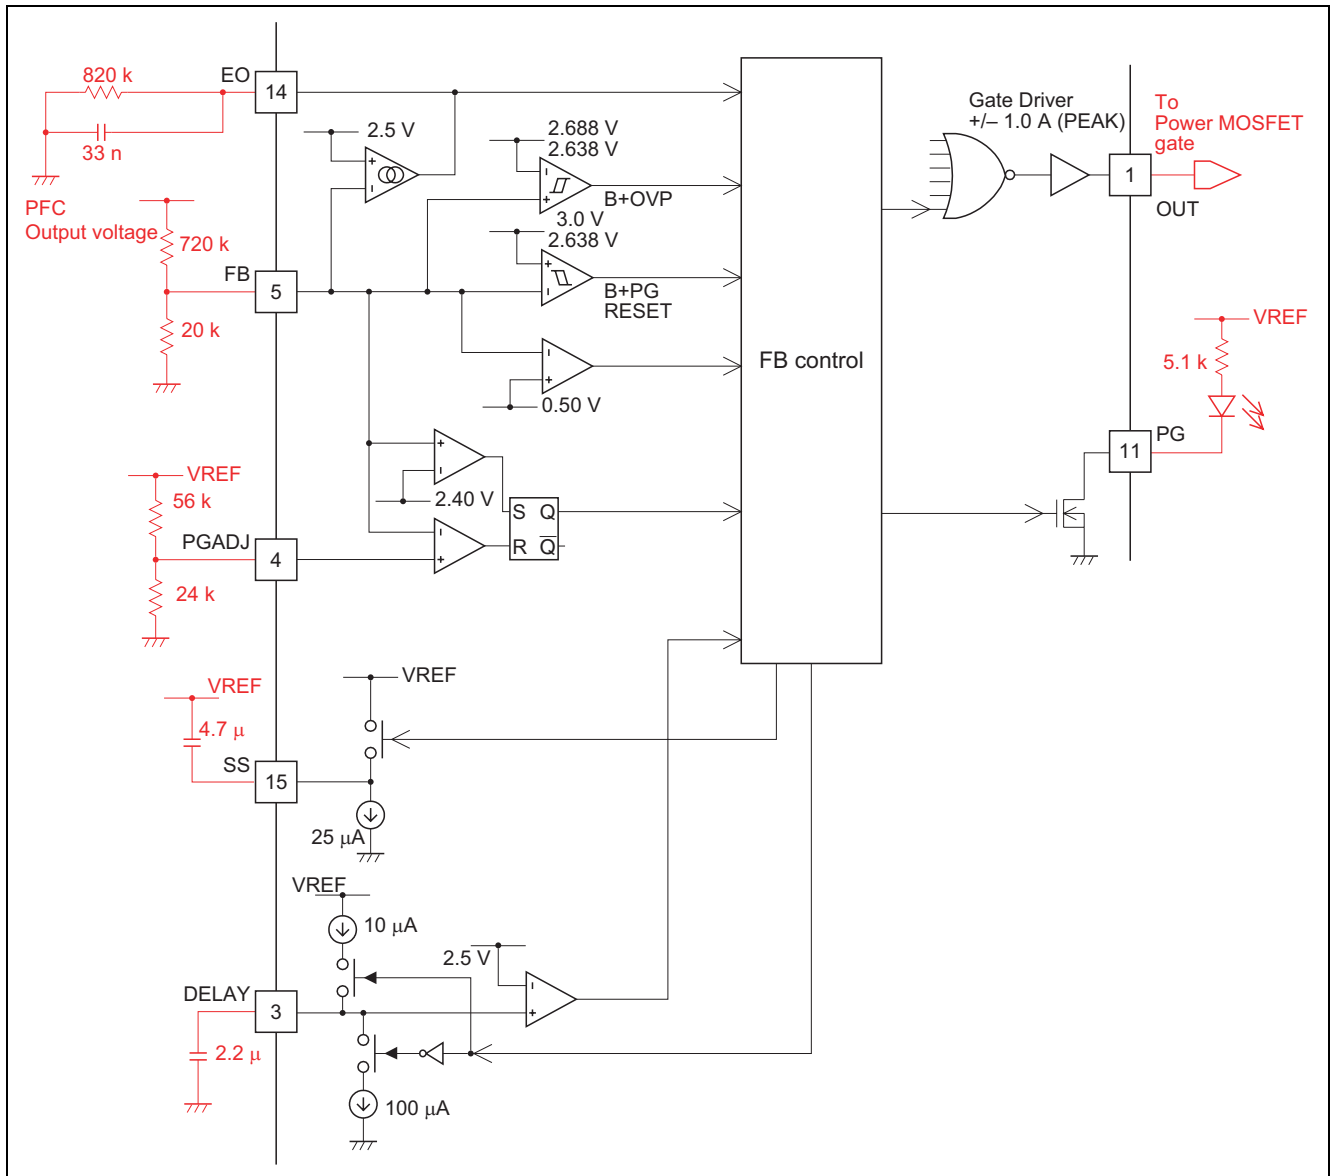 820 k
EO
14
33 n
2.5 V
2.688 V
2.638 V
B+OVP
Gate Driver
+/– 1.0 A (PEAK)
To
Power MOSFET
gate
1
OUT
PFC
Output voltage
720 k
FB
5
20 k
3.0 V
2.638 V
B+PG
RESET
0.50 V
FB control
VREF
5.1 k
PG
11
VREF
56 k
PGADJ
4
24 k
2.40 V
S Q
R Q
VREF
4.7 μ
SS
15
VREF
25 μA
VREF
10 μA
2.5 V
DELAY
3
2.2 μ
100 μA